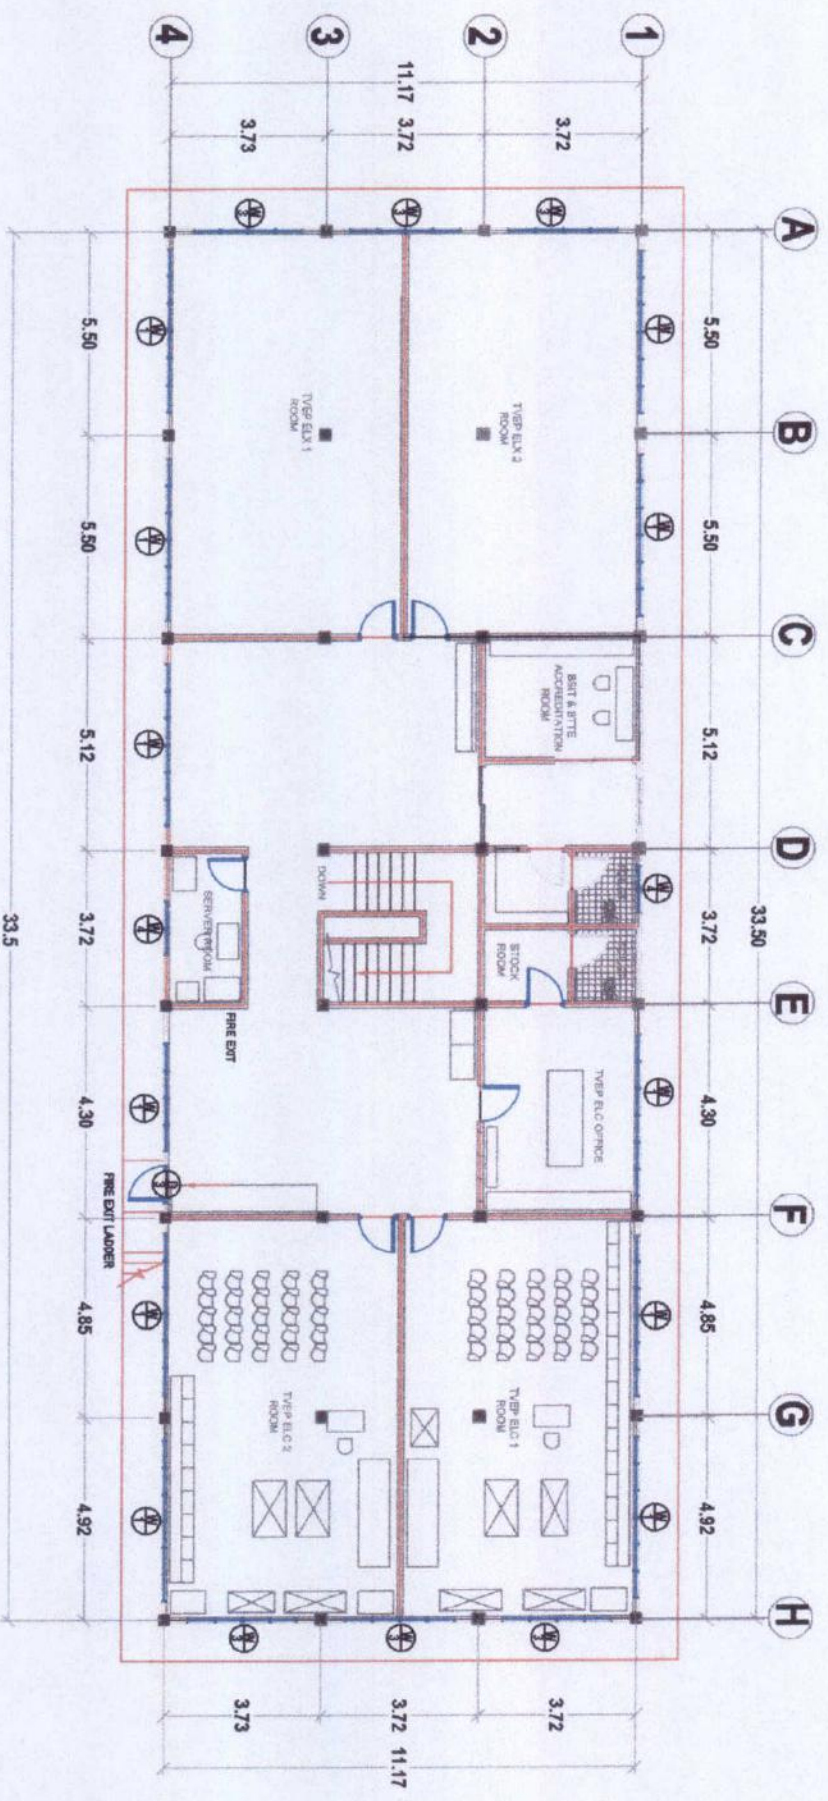 A
B
C
D
E
F
G
H
33.50
5.50
5.50
5.12
3.72
4.30
4.85
4.92
1
2
3
4
3.72
3.72
3.73
11.17
TVEP ELX 2
ROOM
TVEP ELX 1
ROOM
BSIT & BTTE
ACCREDITATION
ROOM
STOCK
ROOM
TVEP ELC OFFICE
DOWN
SERVER ROOM
FIRE EXIT
TVEP ELC 1
ROOM
TVEP ELC 2
ROOM
FIRE EXIT LADDER
3.72
3.72
3.73
11.17
5.50
5.50
5.12
3.72
4.30
4.85
4.92
33.5